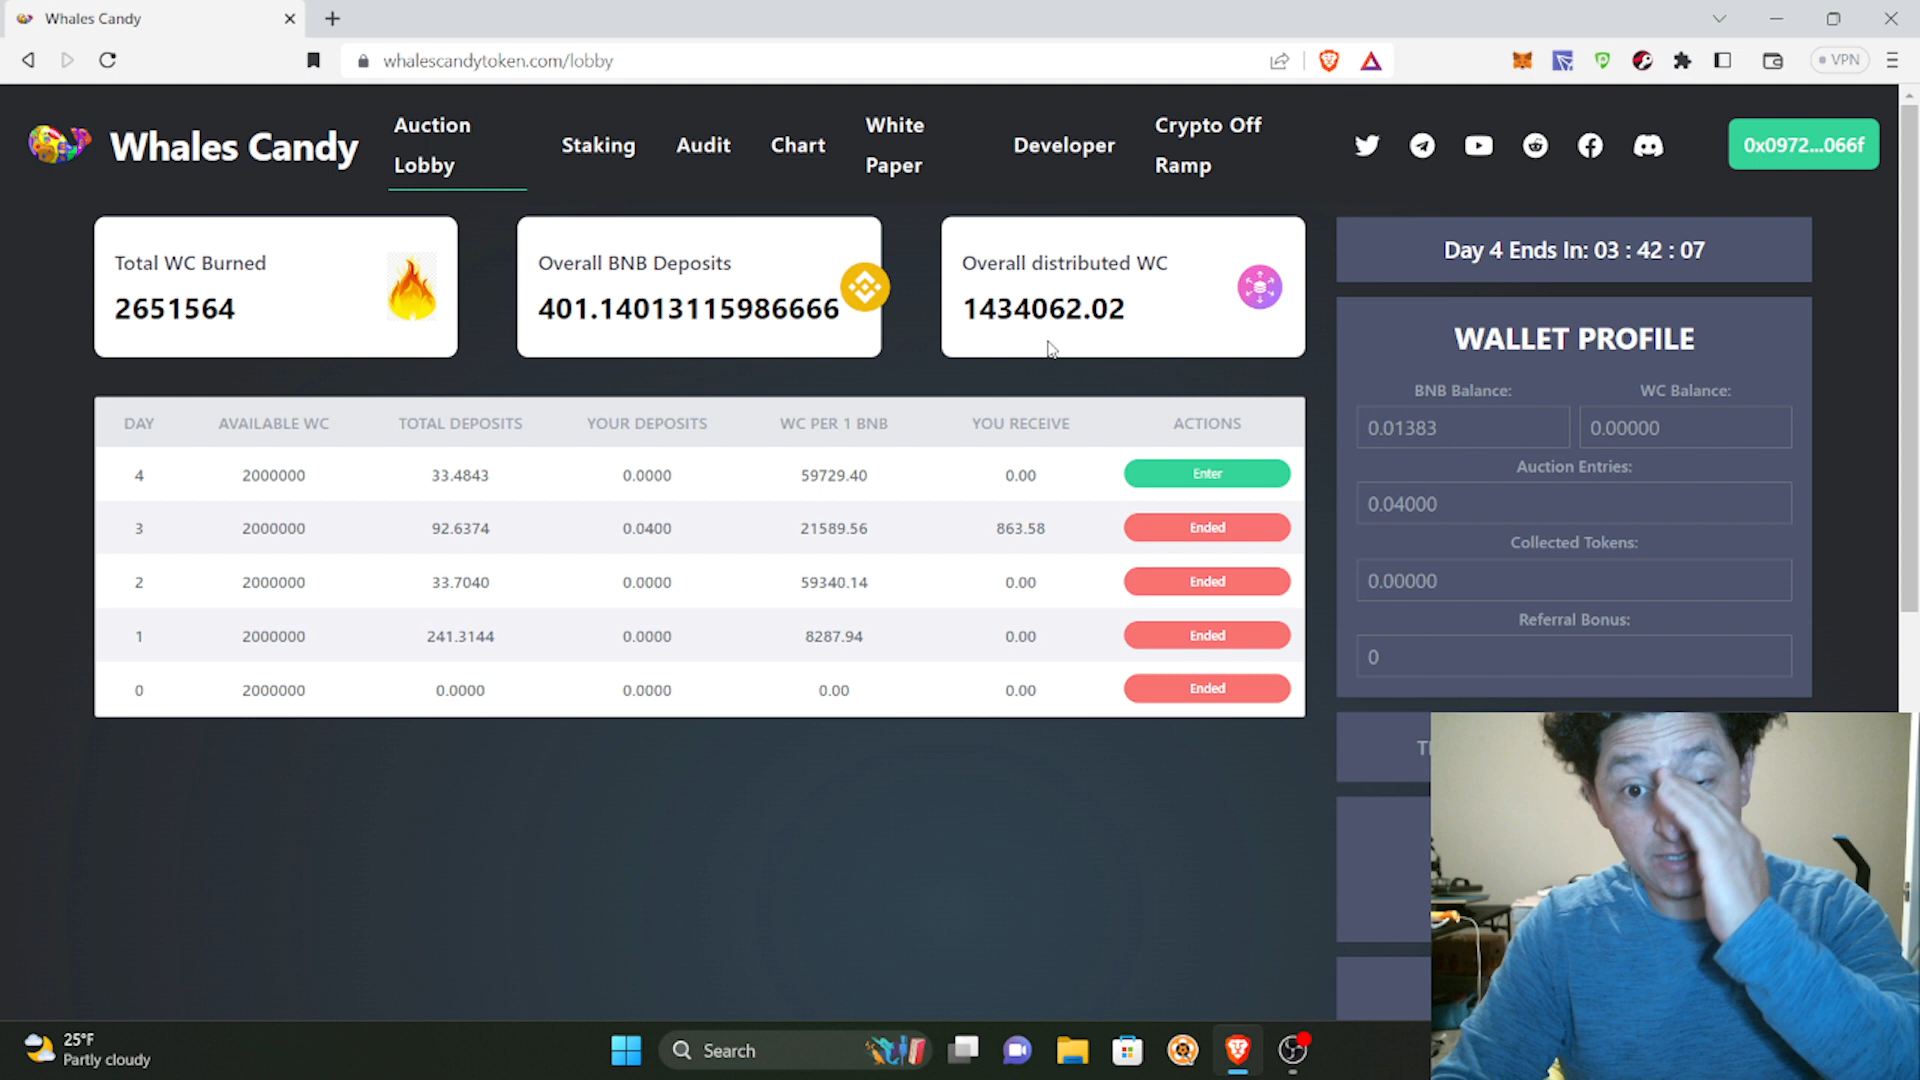 Whales Candy
whalescandytoken.com/lobby
VPN
Whales Candy
Auction Lobby
Staking
Audit
Chart
White Paper
Developer
Crypto Off Ramp
0x0972...066f
Total WC Burned
2651564
Overall BNB Deposits
401.14013115986666
Overall distributed WC
1434062.02
Day 4 Ends In: 03 : 42 : 07
WALLET PROFILE
BNB Balance: WC Balance:
0.01383 0.00000
Auction Entries:
0.04000
Collected Tokens:
0.00000
Referral Bonus:
0
DAY AVAILABLE WC TOTAL DEPOSITS YOUR DEPOSITS WC PER 1 BNB YOU RECEIVE ACTIONS
4 2000000 33.4843 0.0000 59729.40 0.00 Enter
3 2000000 92.6374 0.0400 21589.56 863.58 Ended
2 2000000 33.7040 0.0000 59340.14 0.00 Ended
1 2000000 241.3144 0.0000 8287.94 0.00 Ended
0 2000000 0.0000 0.0000 0.00 0.00 Ended
25°F
Partly cloudy
Search